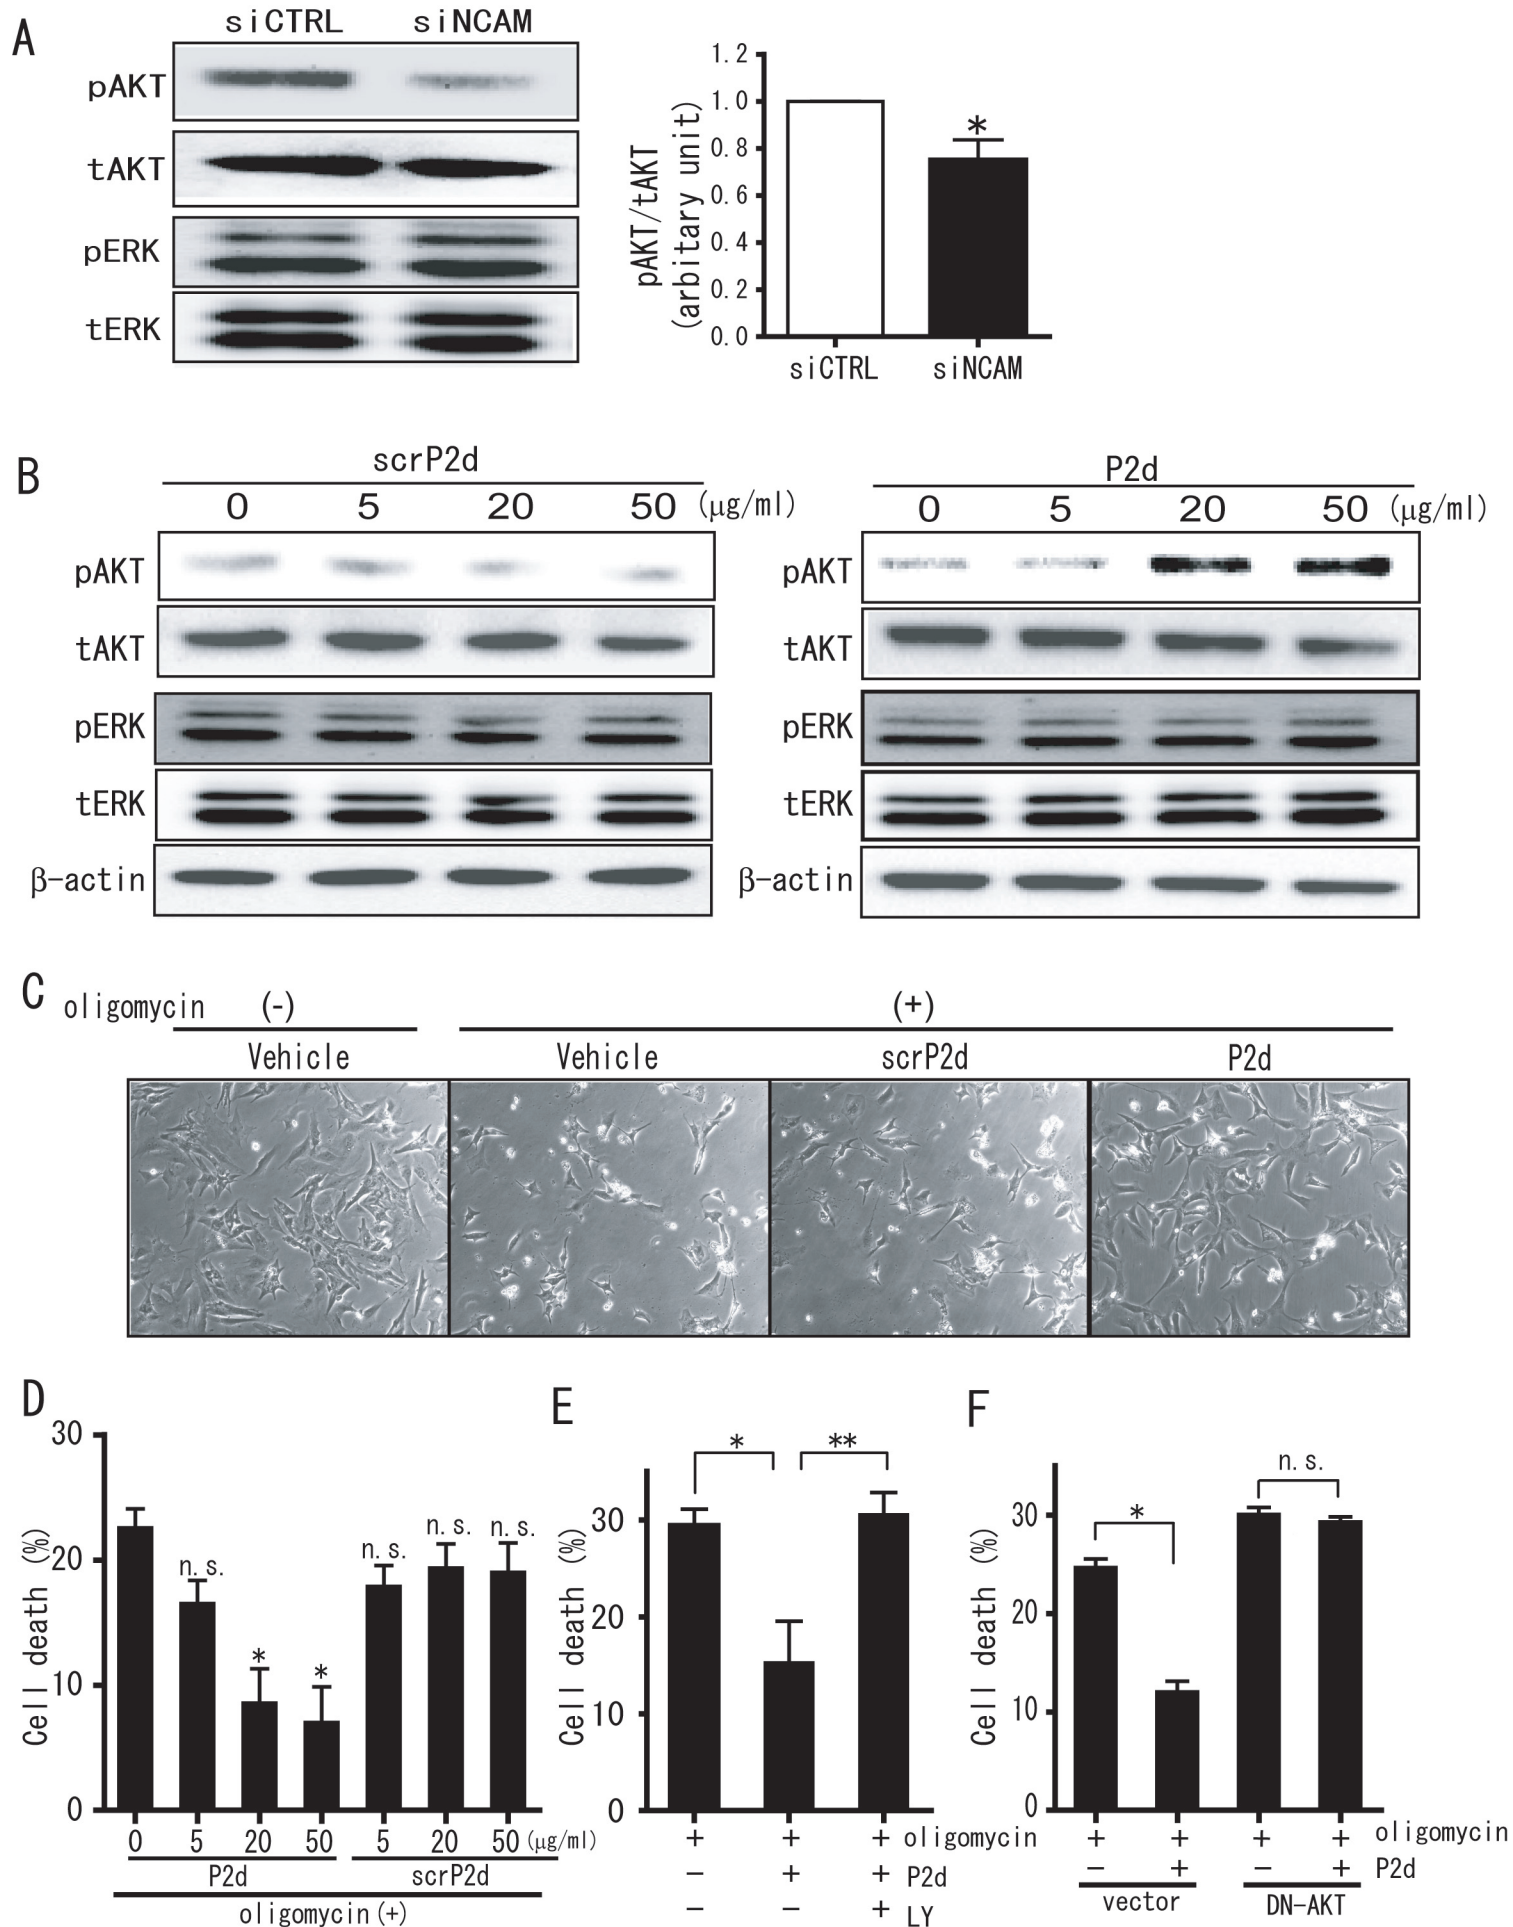 A
siCTRL siNCAM
pAKT
tAKT
pERK
tERK
pAKT/tAKT
(arbitary unit)
1.2
1.0
0.8
0.6
0.4
0.2
0.0
*
siCTRL siNCAM
B
scrP2d
0 5 20 50 (μg/ml)
pAKT
tAKT
pERK
tERK
β-actin
P2d
0 5 20 50 (μg/ml)
pAKT
tAKT
pERK
tERK
β-actin
C
oligomycin (-) (+)
Vehicle Vehicle scrP2d P2d
D
Cell death (%)
30
20
10
0
n.s.
*
*
n.s.
n.s.
n.s.
0 5 20 50 5 20 50 (μg/ml)
P2d scrP2d
oligomycin(+)
E
Cell death (%)
30
20
10
0
* **
+ + + oligomycin
− + + P2d
− − + LY
F
Cell death (%)
30
20
10
0
*
n.s.
+ + + + oligomycin
− + − + P2d
vector DN-AKT